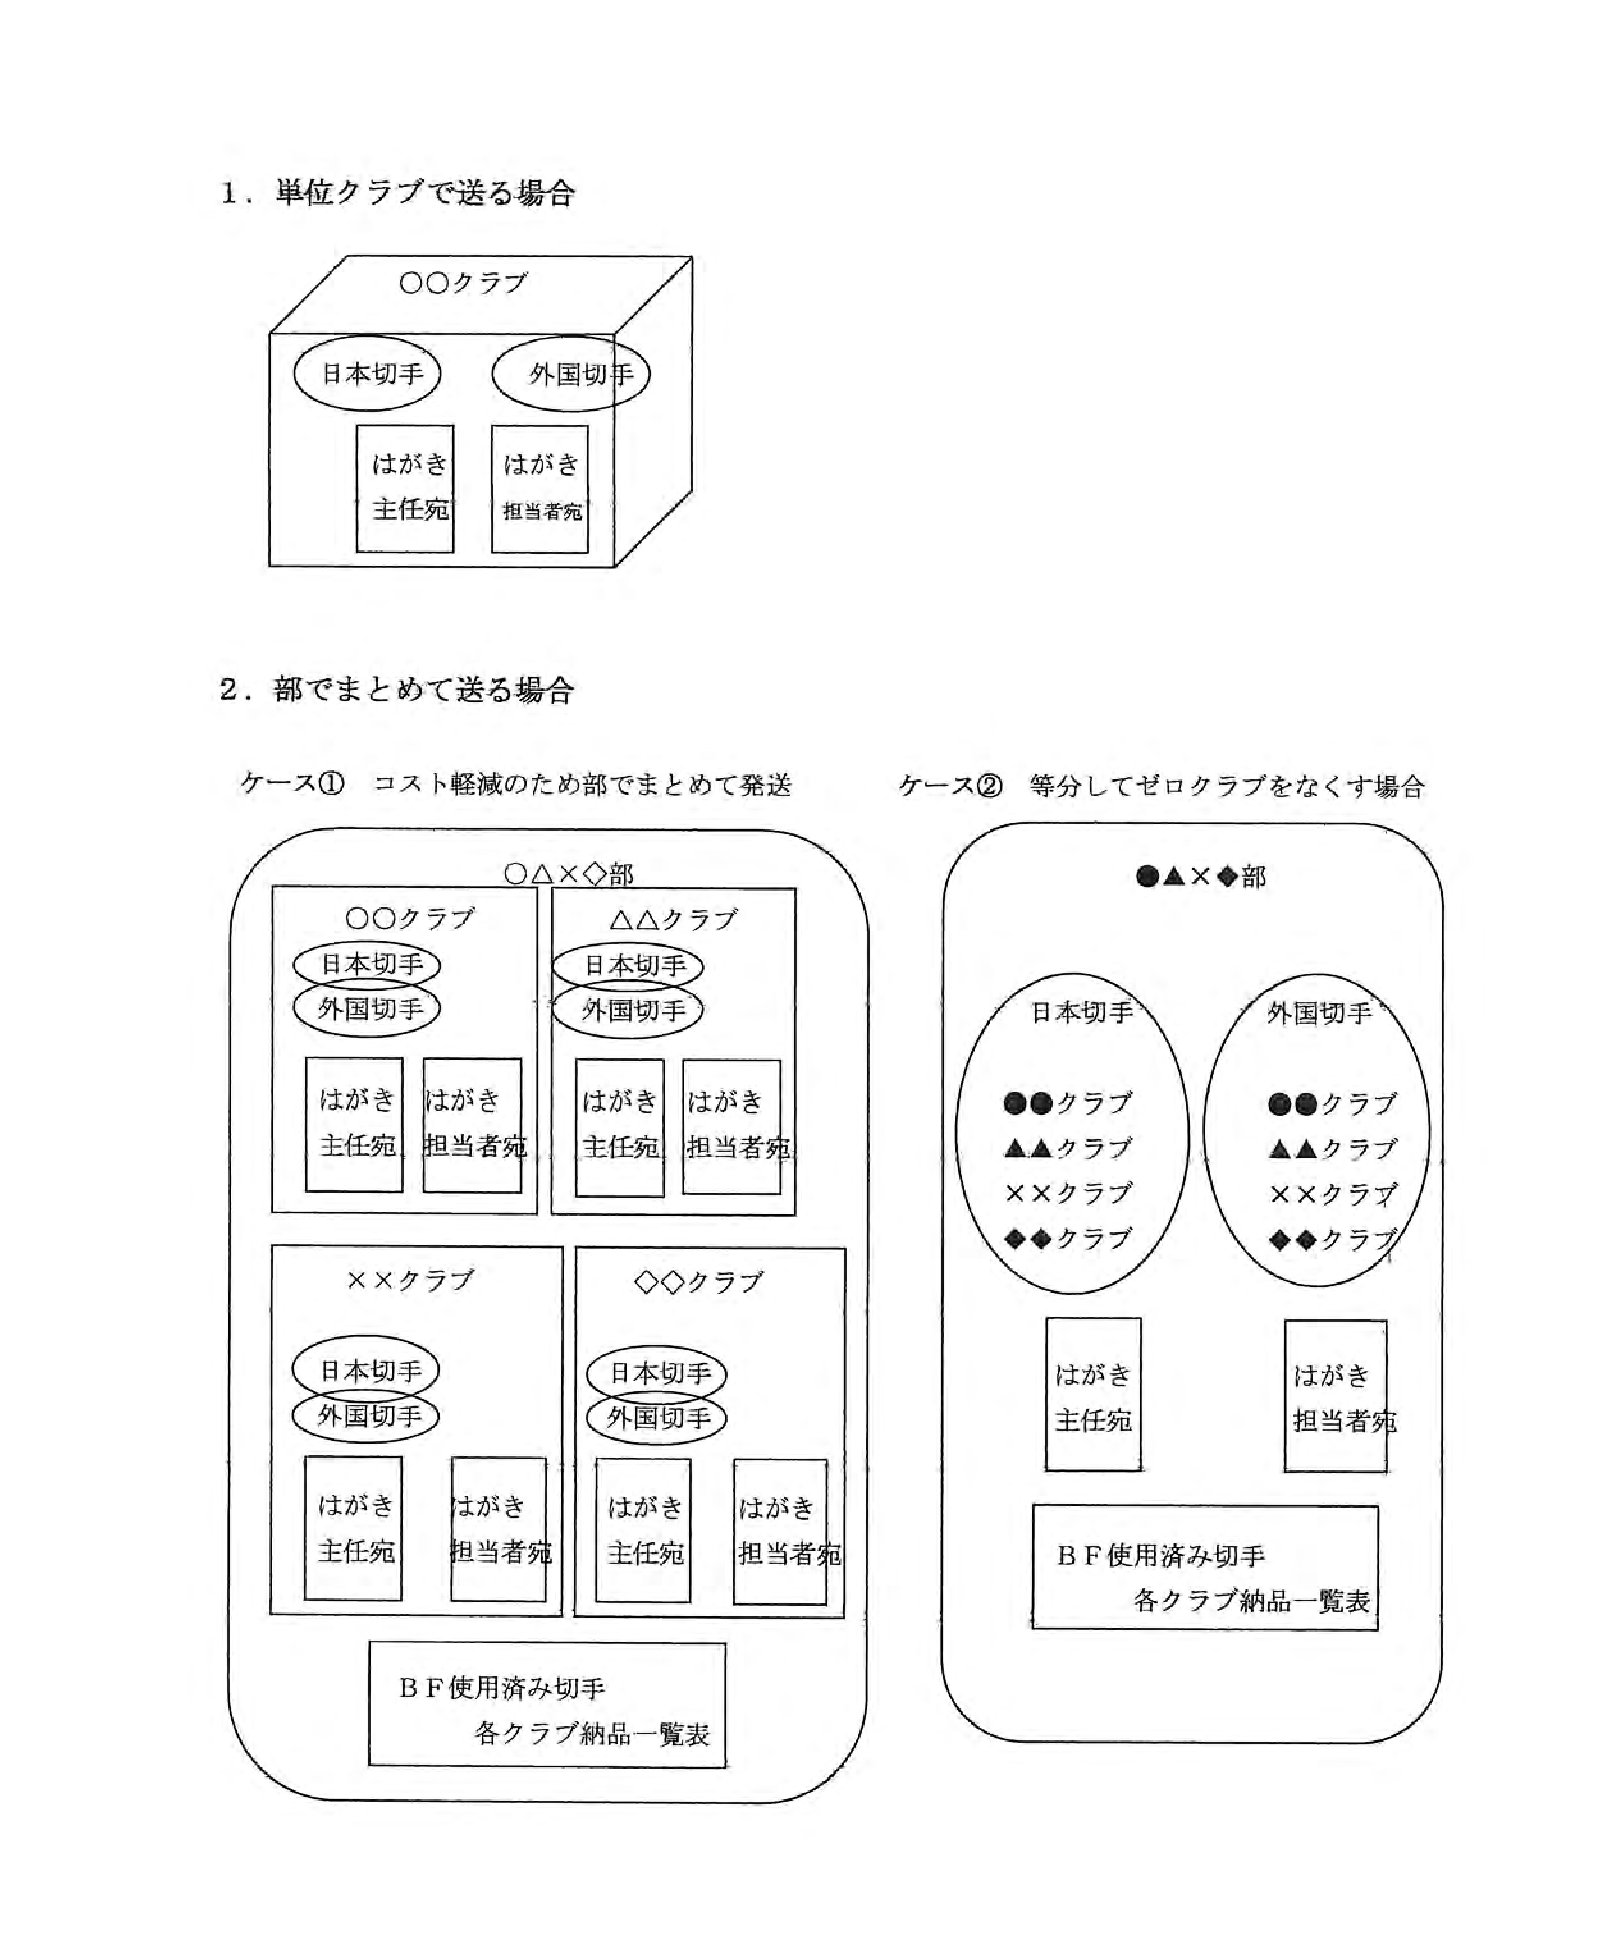 1．単位クラブで送る場合
○○クラブ
日本切手
外国切手
はがき
主任宛
はがき
担当者宛
2．部でまとめて送る場合
ケース①　コスト軽減のため部でまとめて発送
○△×◇部
○○クラブ
日本切手
外国切手
はがき
主任宛
はがき
担当者宛
△△クラブ
日本切手
外国切手
はがき
主任宛
はがき
担当者宛
××クラブ
日本切手
外国切手
はがき
主任宛
はがき
担当者宛
◇◇クラブ
日本切手
外国切手
はがき
主任宛
はがき
担当者宛
ＢＦ使用済み切手
各クラブ納品一覧表
ケース②　等分してゼロクラブをなくす場合
●▲×◆部
日本切手
●●クラブ
▲▲クラブ
××クラブ
◆◆クラブ
外国切手
●●クラブ
▲▲クラブ
××クラブ
◆◆クラブ
はがき
主任宛
はがき
担当者宛
ＢＦ使用済み切手
各クラブ納品一覧表